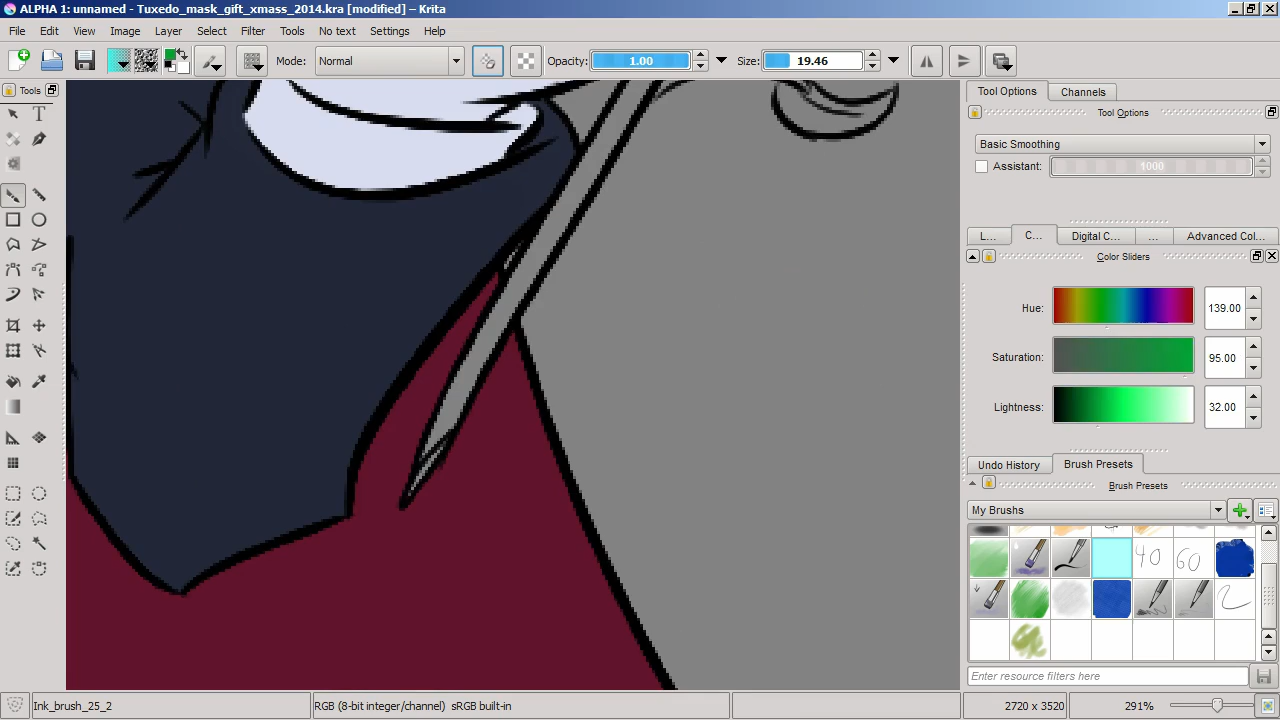 ALPHA 1: unnamed - Tuxedo_mask_gift_xmass_2014.kra [modified] – Krita
File Edit View Image Layer Select Filter Tools No text Settings Help
Mode: Normal Opacity: 1.00 Size: 19.46
Tools
Tool Options Channels
Tool Options
Basic Smoothing
Assistant: 1000
L... C... Digital C... ... Advanced Col...
Color Sliders
Hue: 139.00
Saturation: 95.00
Lightness: 32.00
Undo History Brush Presets
Brush Presets
My Brushs
40 60
Enter resource filters here
Ink_brush_25_2 RGB (8-bit integer/channel) sRGB built-in 2720 x 3520 291%